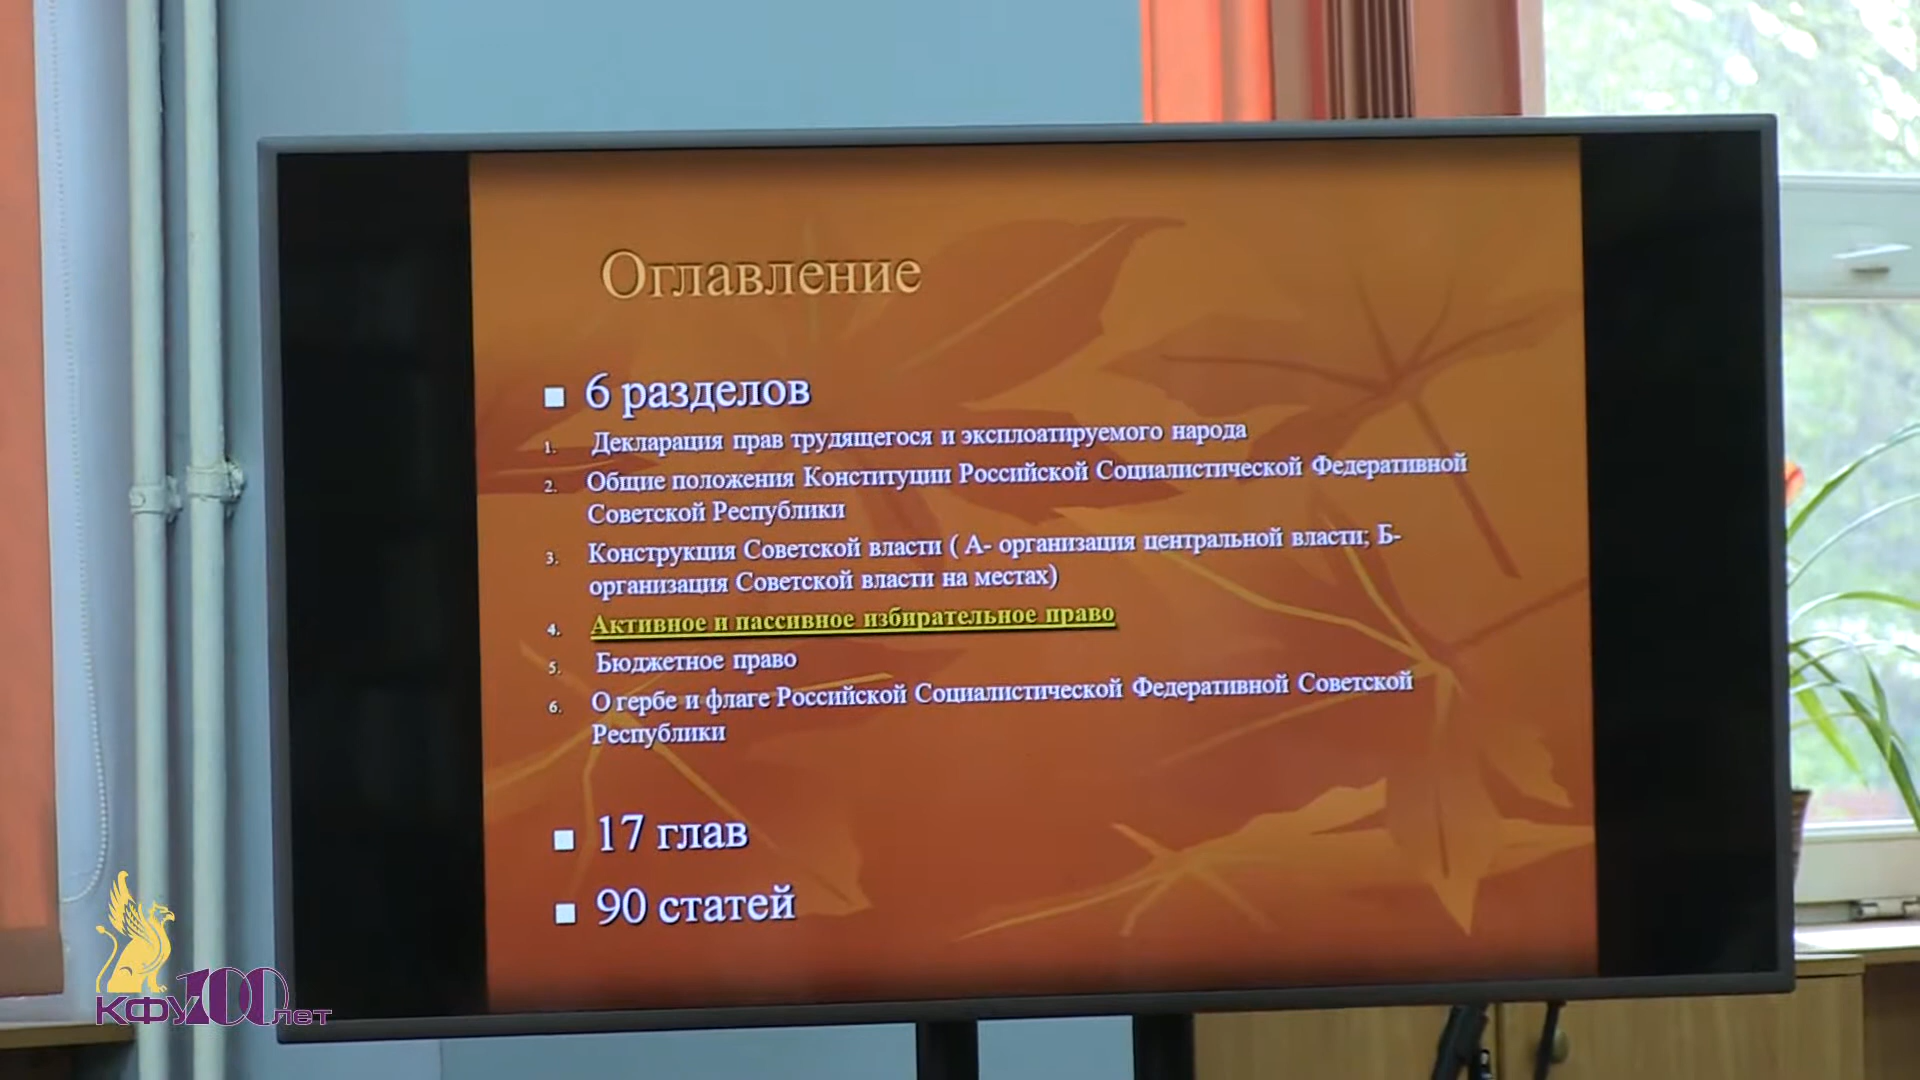 Оглавление
6 разделов
1. Декларация прав трудящегося и эксплоатируемого народа
2. Общие положения Конституции Российской Социалистической Федеративной
Советской Республики
3. Конструкция Советской власти ( А- организация центральной власти; Б-
организация Советской власти на местах)
4. Активное и пассивное избирательное право
5. Бюджетное право
6. О гербе и флаге Российской Социалистической Федеративной Советской
Республики
17 глав
90 статей
КФУ 100 лет